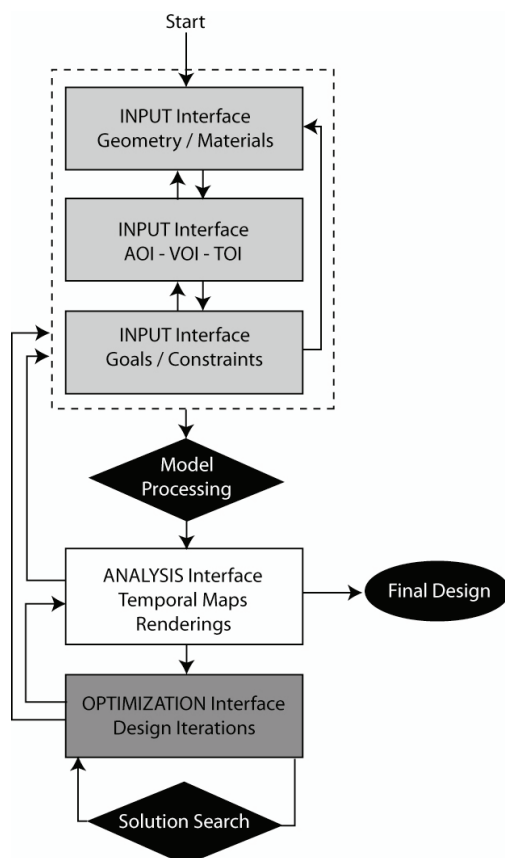 Start
INPUT Interface
Geometry / Materials
INPUT Interface
AOI - VOI - TOI
INPUT Interface
Goals / Constraints
Model
Processing
ANALYSIS Interface
Temporal Maps
Renderings
Final Design
OPTIMIZATION Interface
Design Iterations
Solution Search